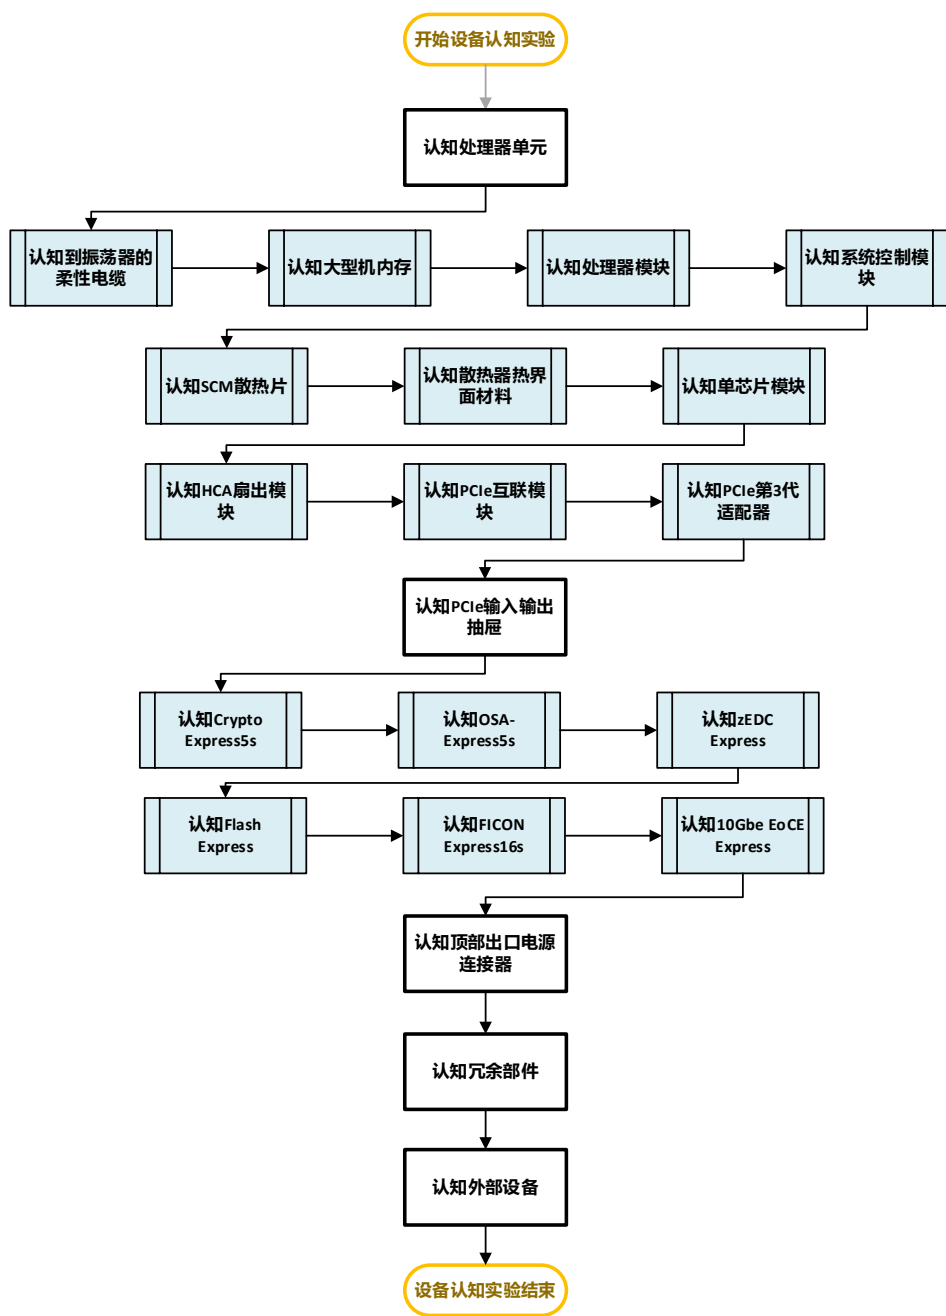 开始设备认知实验
认知处理器单元
认知到振荡器的
柔性电缆
认知大型机内存
认知处理器模块
认知系统控制模
块
认知SCM散热片
认知散热器热界
面材料
认知单芯片模块
认知HCA扇出模
块
认知PCIe互联模
块
认知PCIe第3代
适配器
认知PCIe输入输出
抽屉
认知Crypto
Express5s
认知OSA-
Express5s
认知zEDC
Express
认知Flash
Express
认知FICON
Express16s
认知10Gbe EoCE
Express
认知顶部出口电源
连接器
认知冗余部件
认知外部设备
设备认知实验结束